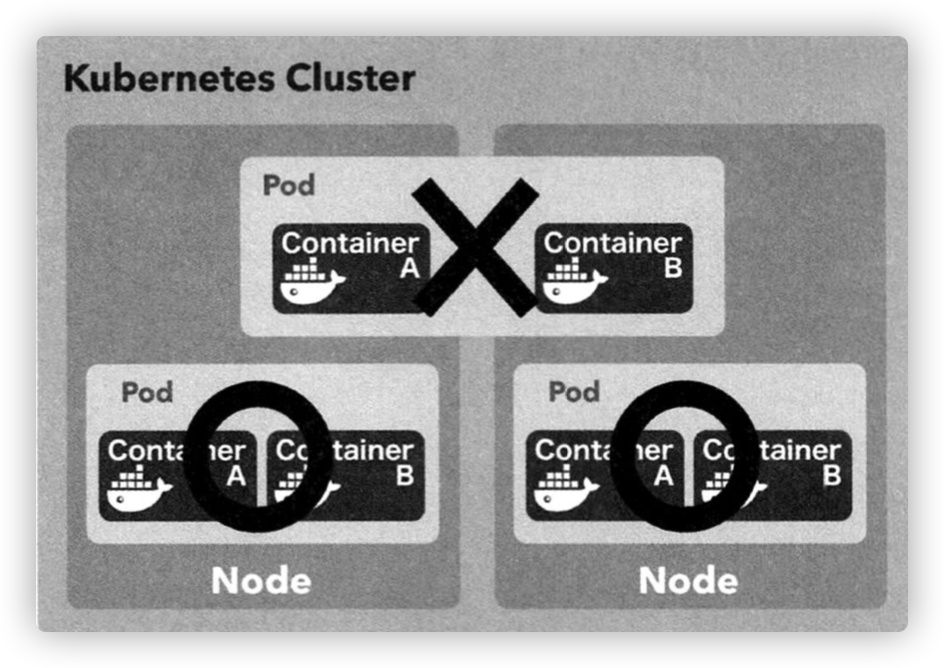 Kubernetes Cluster
Pod
Container
A
Container
B
Pod
Container
A
Container
B
Pod
Container
A
Container
B
Node
Node